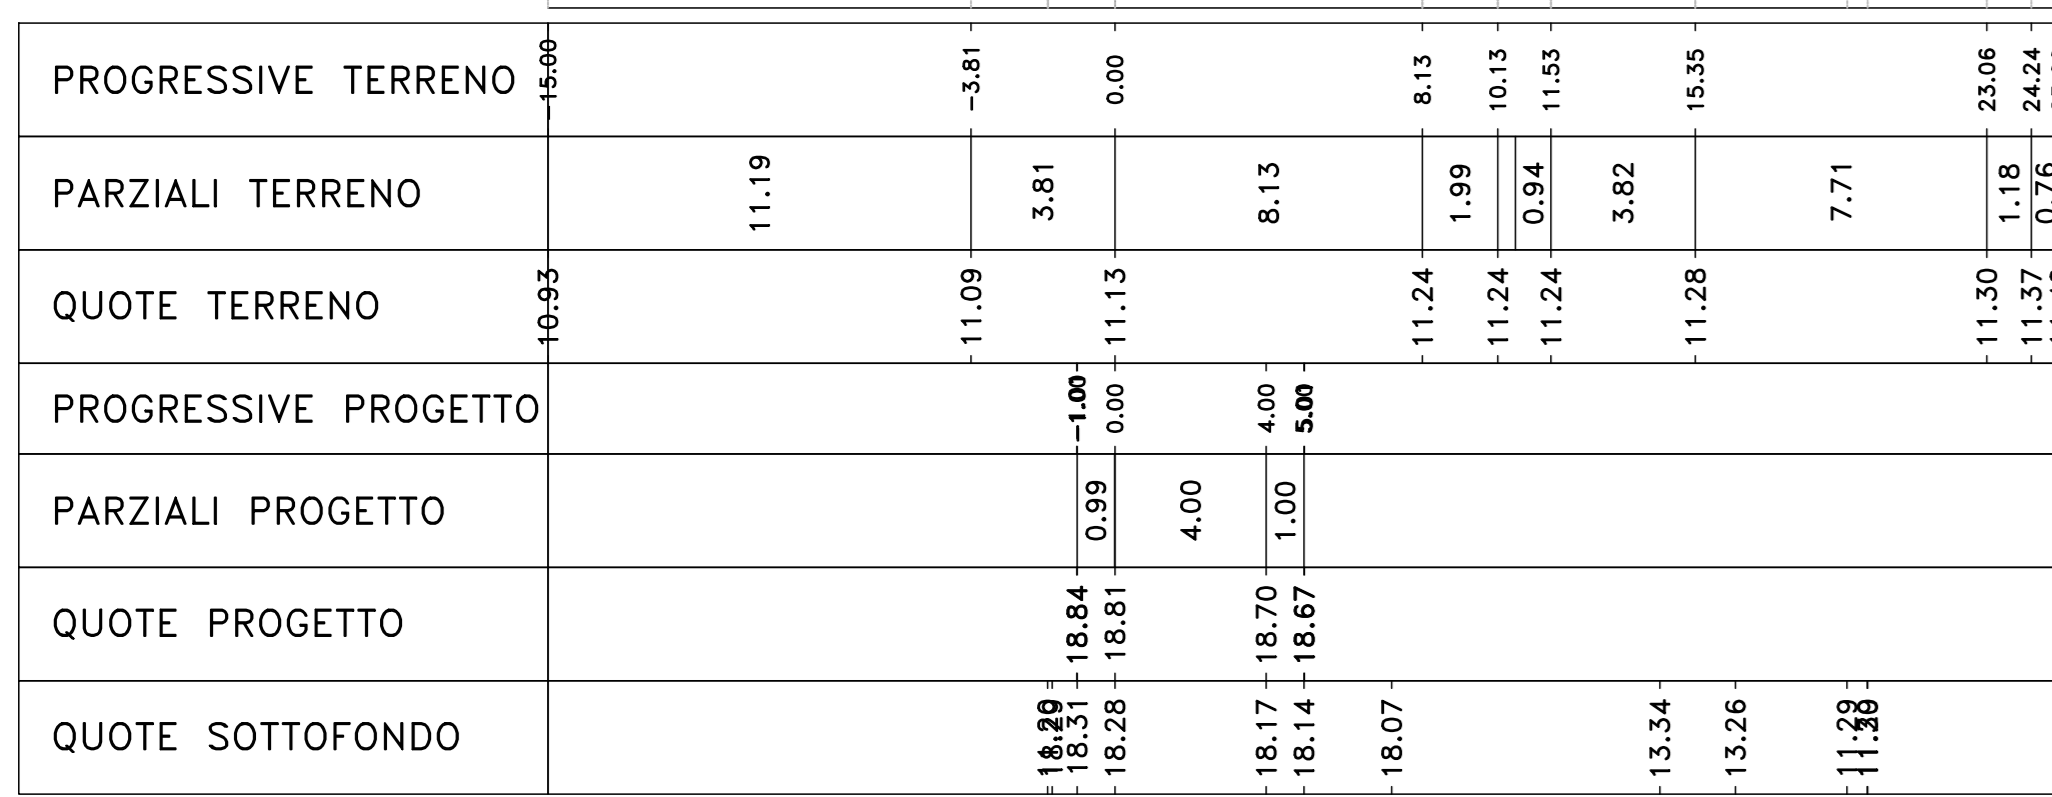 PROGRESSIVE TERRENO -15.00 -3.81 0.00 8.13 10.13 11.53 15.35 23.06 24.24
PARZIALI TERRENO 11.19 3.81 8.13 1.99 0.94 3.82 7.71 1.18 0.76
QUOTE TERRENO 10.93 11.09 11.13 11.24 11.24 11.24 11.28 11.30 11.37
PROGRESSIVE PROGETTO -1.00 0.00 4.00 5.00
PARZIALI PROGETTO 0.99 4.00 1.00
QUOTE PROGETTO 18.84 18.81 18.70 18.67
QUOTE SOTTOFONDO 18.31 18.28 18.17 18.14 18.07 13.34 13.26 11.29